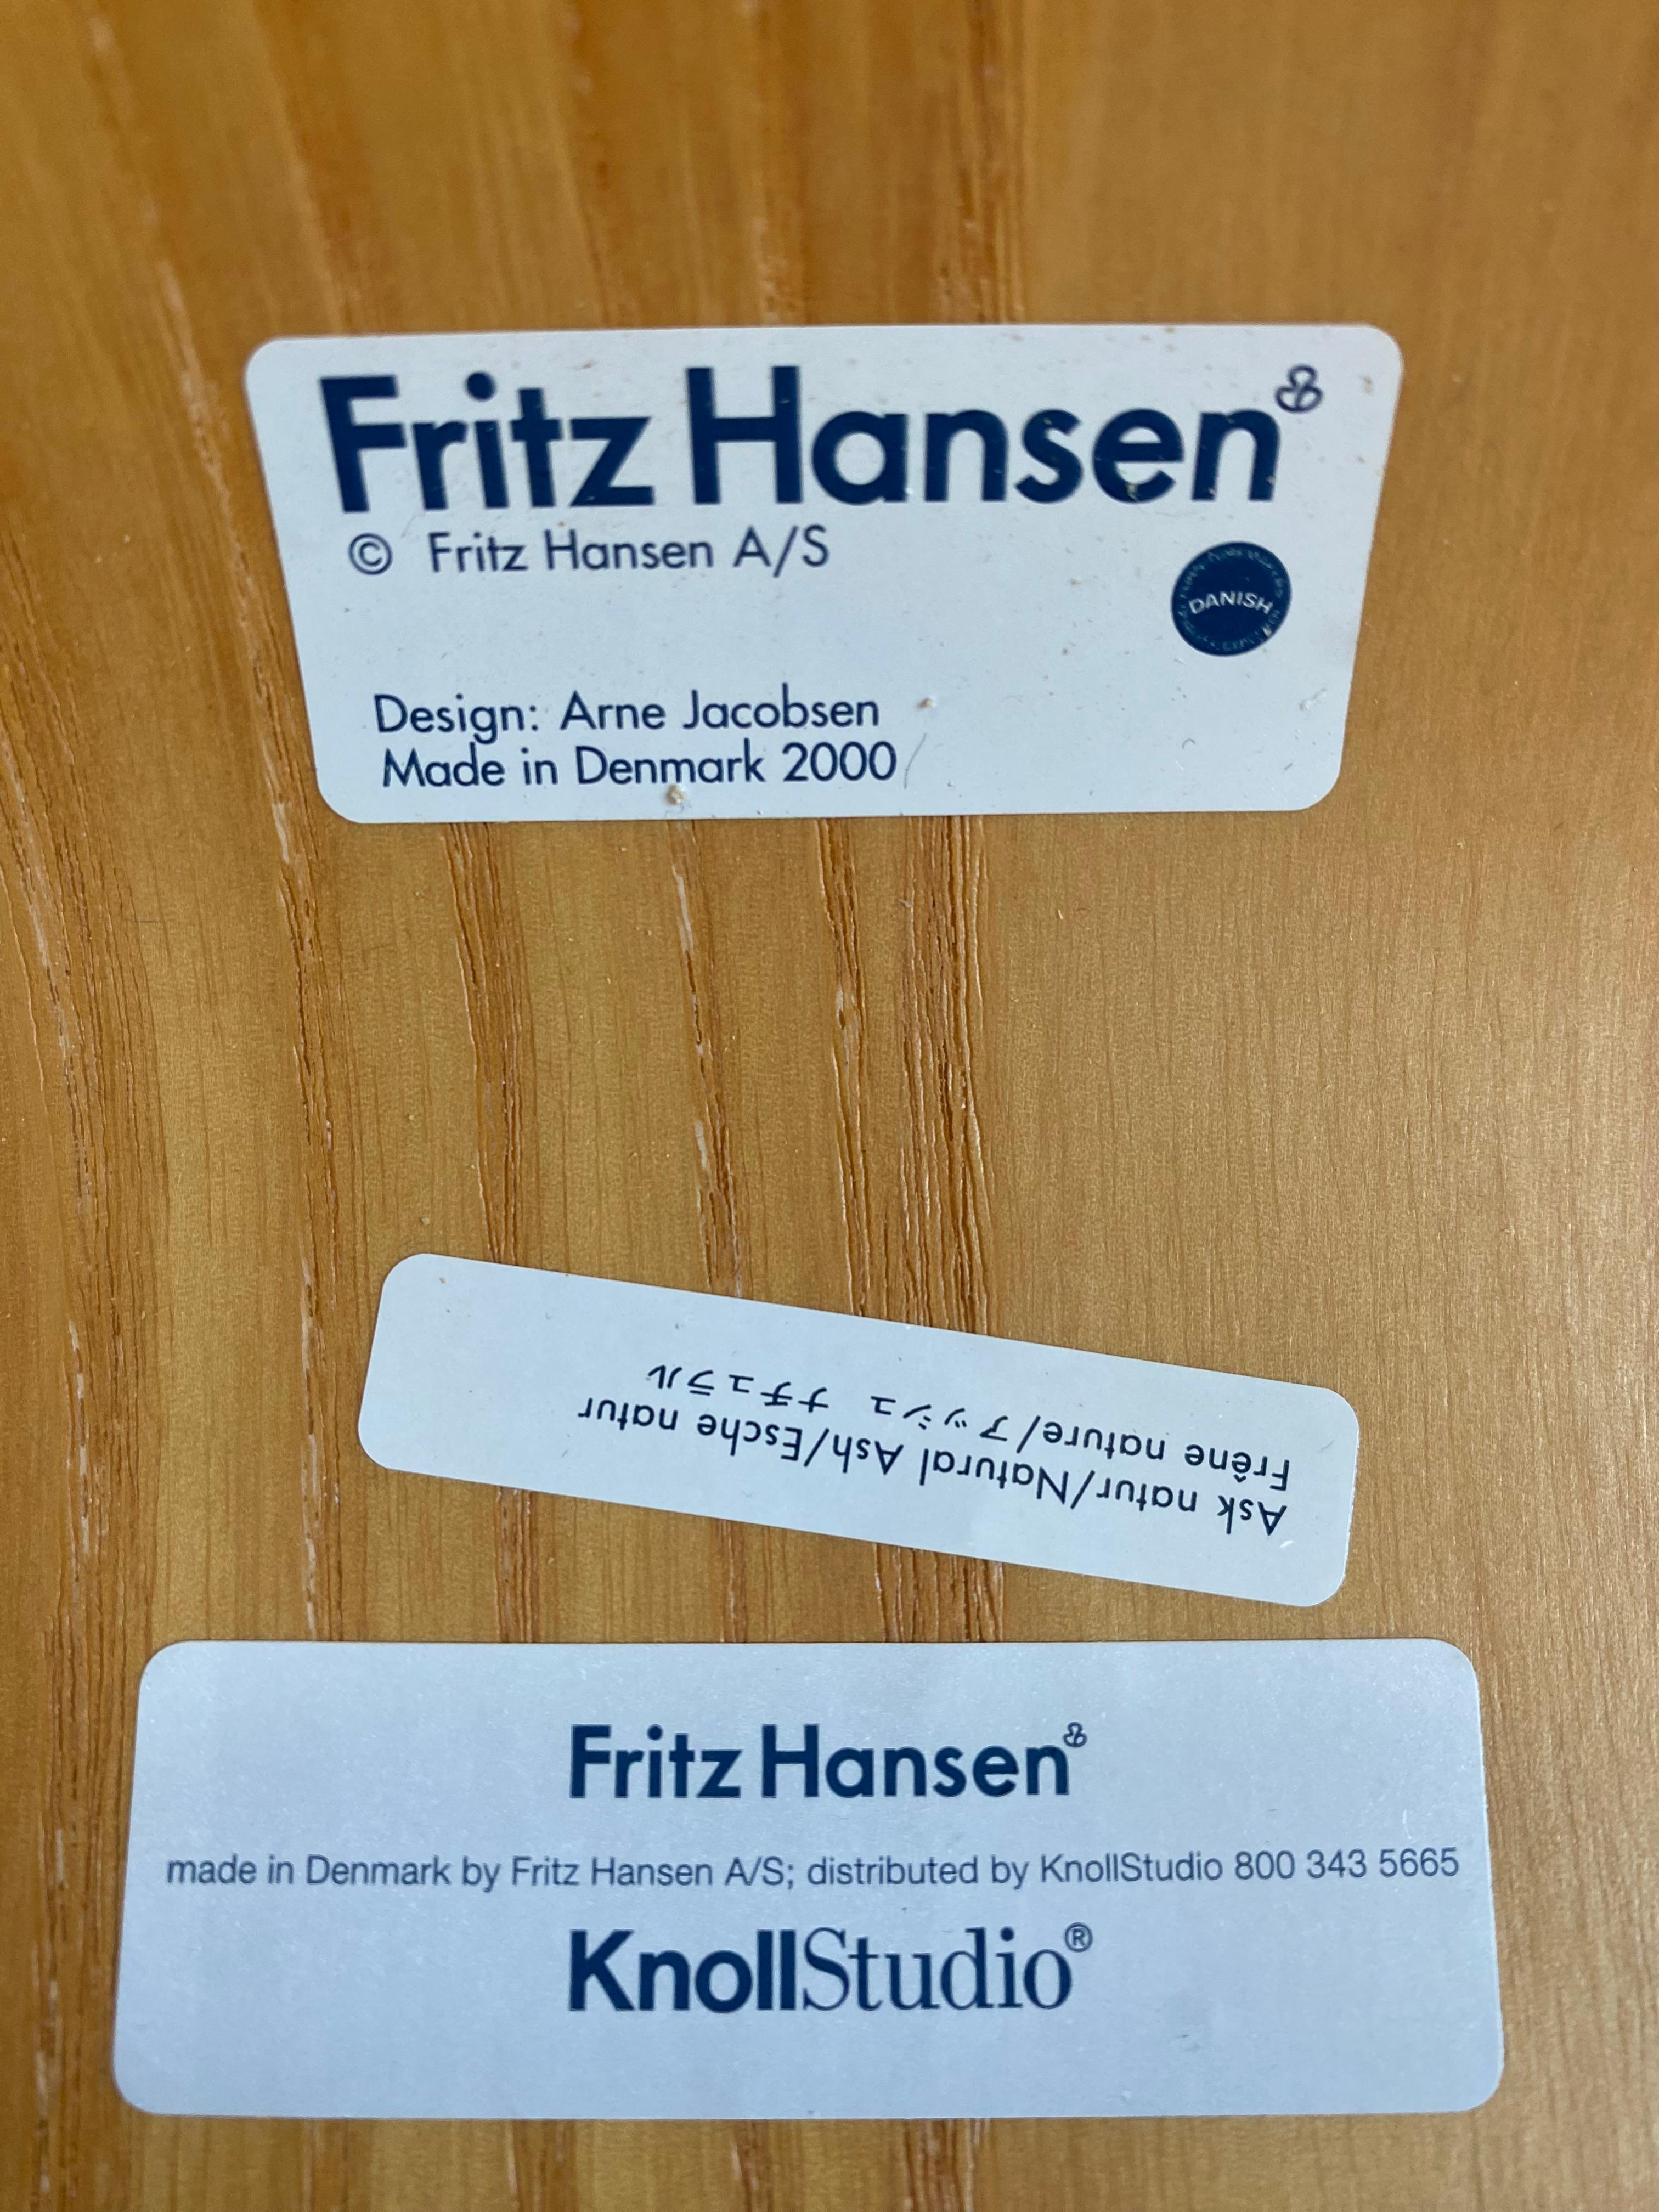 Fritz Hansen
© Fritz Hansen A/S
DANISH
Design: Arne Jacobsen
Made in Denmark 2000
Ask natur/Natural Ash/Esche natur
Frêne nature/アッシュ ナチュラル
Fritz Hansen
made in Denmark by Fritz Hansen A/S; distributed by KnollStudio 800 343 5665
KnollStudio®